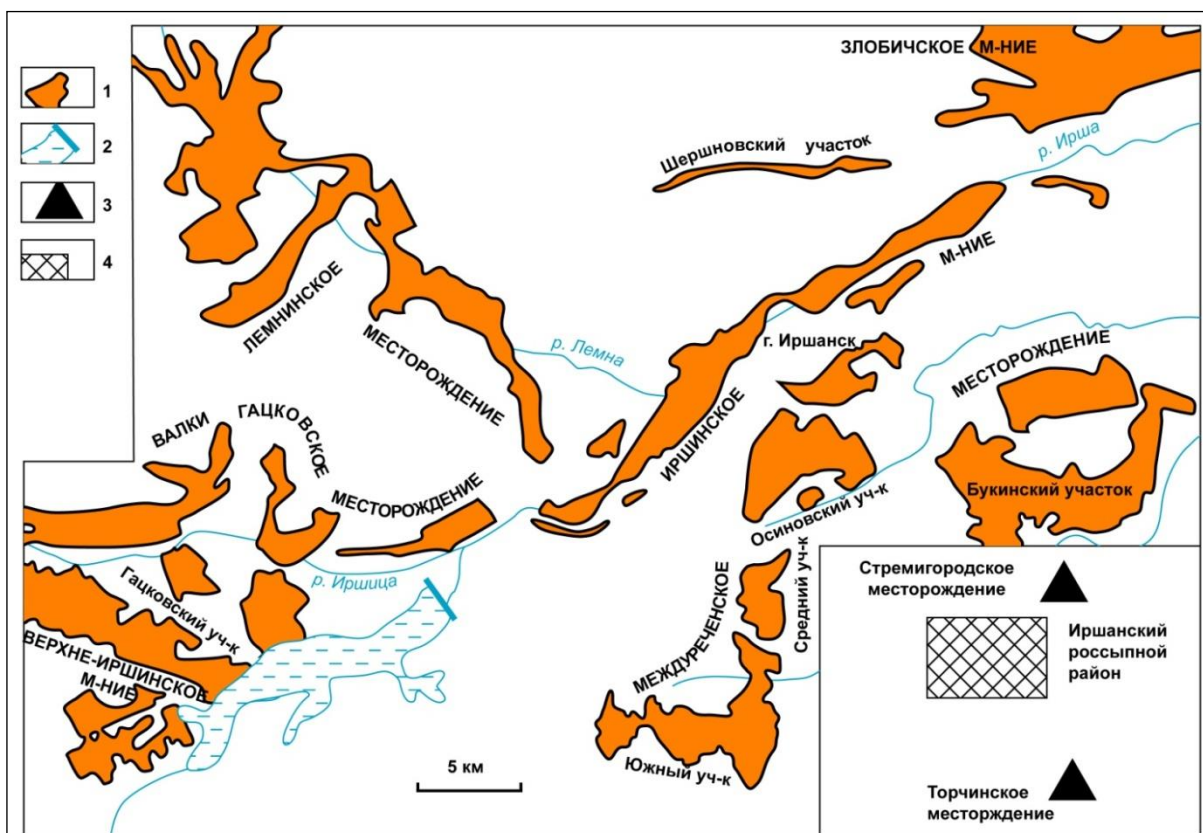 ЗЛОБИЧСКОЕ М-НИЕ
1
2
3
4
р. Ирша
Шершновский участок
М-НИЕ
ЛЕМНИНСКОЕ
МЕСТОРОЖДЕНИЕ
р. Лемна
г. Иршанск
ИРШИНСКОЕ
МЕСТОРОЖДЕНИЕ
Букинский участок
ВАЛКИ
ГАЦКОВСКОЕ
МЕСТОРОЖДЕНИЕ
Осиновский уч-к
р. Иршица
Гацковский уч-к
ВЕРХНЕ-ИРШИНСКОЕ
М-НИЕ
МЕЖДУРЕЧЕНСКОЕ
Средний уч-к
Южный уч-к
5 км
Стремигородское
месторождение
Иршанский
россыпной
район
Торчинское
месторждение